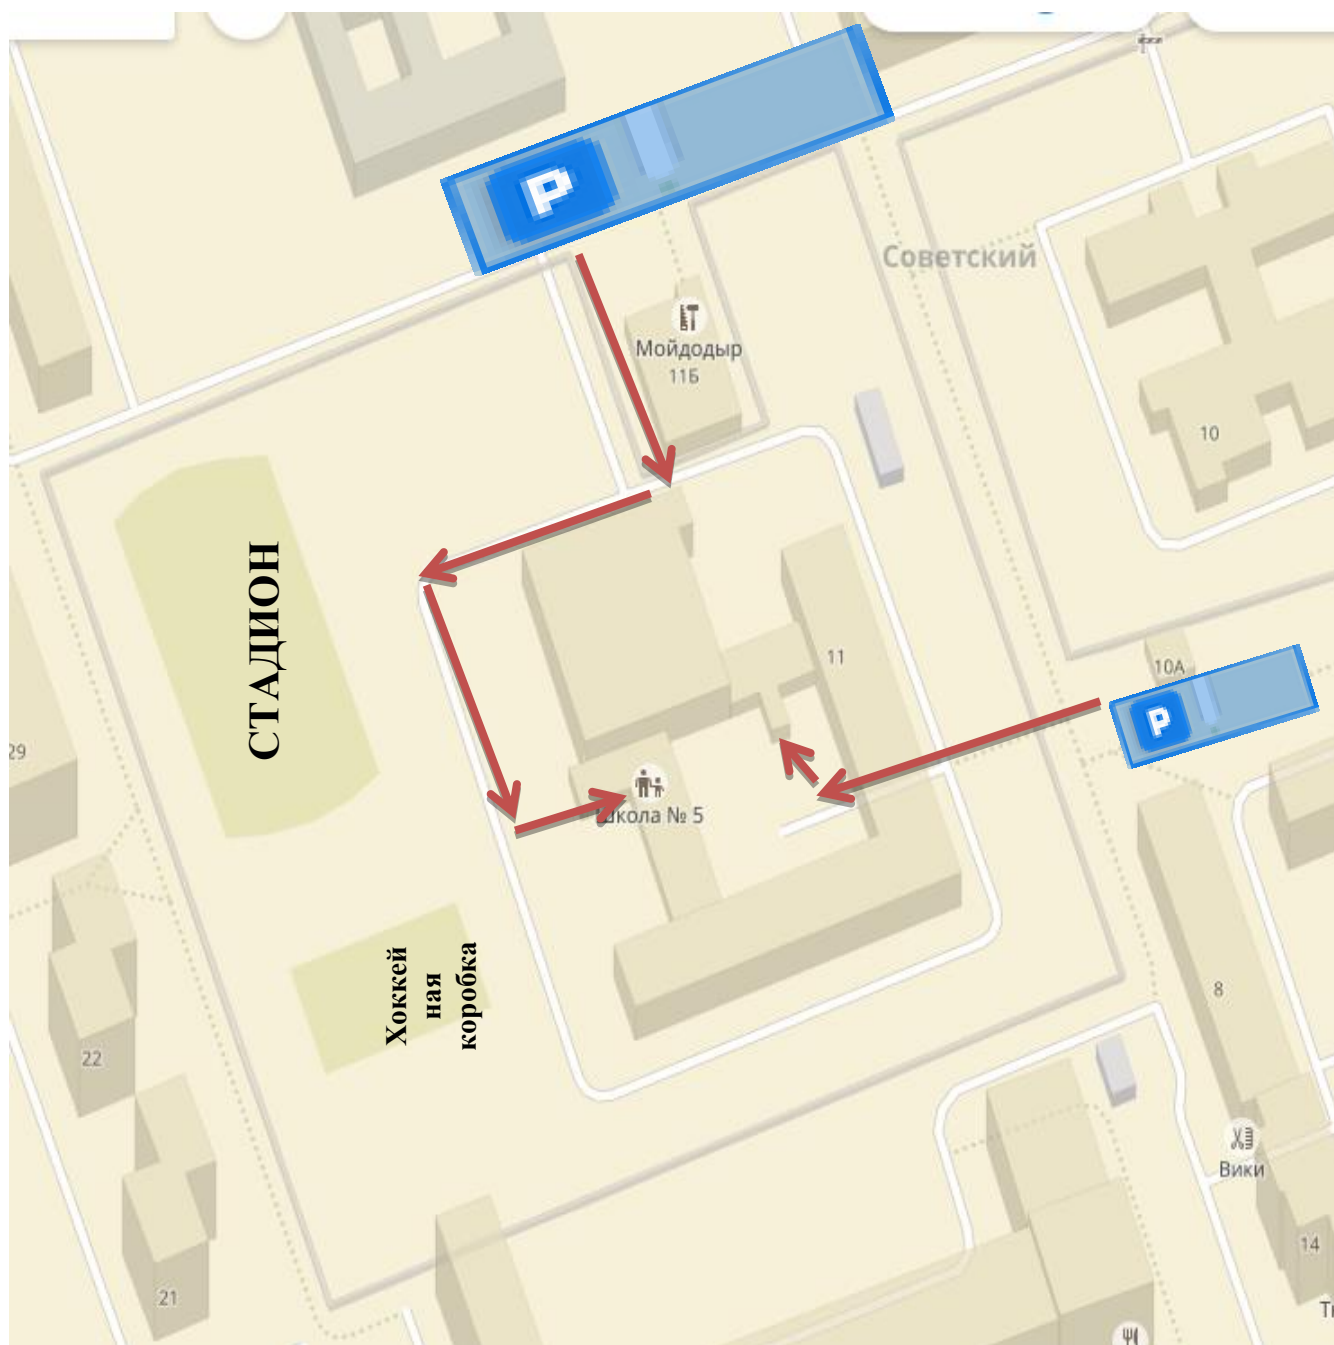 P
Советский
Мойдодыр
11Б
10
СТАДИОН
11
10А
P
29
Школа № 5
Хоккей
ная
коробка
8
22
Вики
14
21